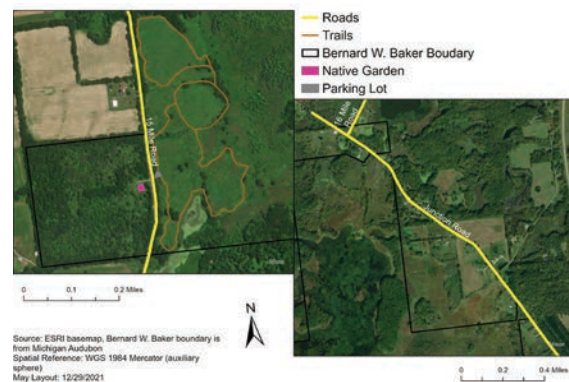 Roads
Trails
Bernard W. Baker Boudary
Native Garden
Parking Lot
15 Mile Road
16 Mile
Road
Junction Road
0 0.1 0.2 Miles
N
0 0.2 0.4 Miles
Source: ESRI basemap, Bernard W. Baker boundary is
from Michigan Audubon
Spatial Reference: WGS 1984 Mercator (auxiliary
sphere)
May Layout: 12/29/2021